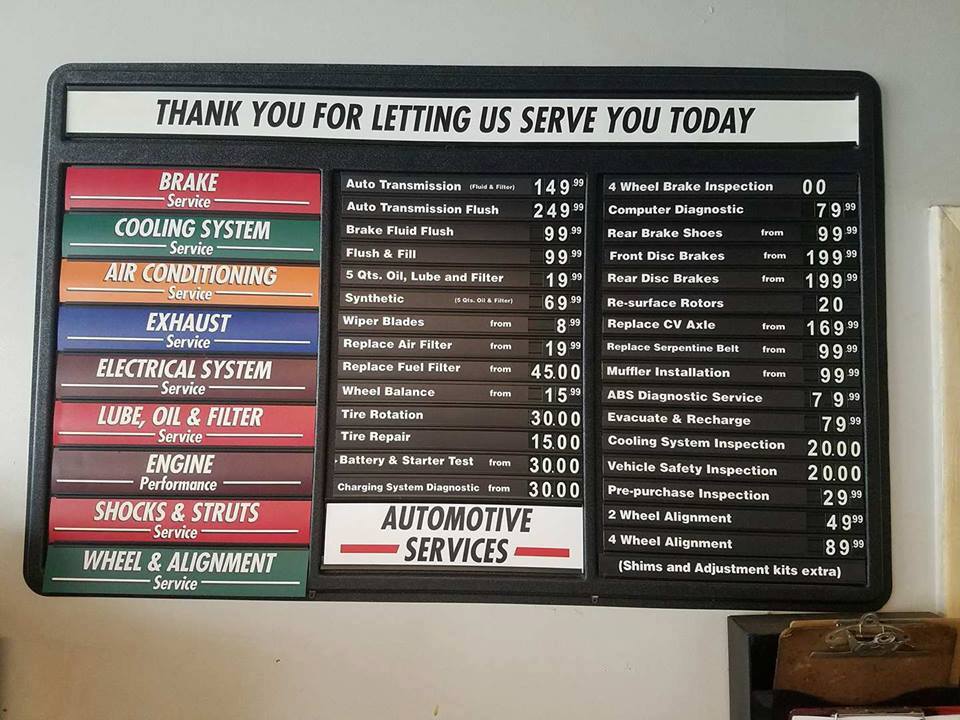 THANK YOU FOR LETTING US SERVE YOU TODAY
BRAKE
Service
COOLING SYSTEM
Service
AIR CONDITIONING
Service
EXHAUST
Service
ELECTRICAL SYSTEM
Service
LUBE, OIL & FILTER
Service
ENGINE
Performance
SHOCKS & STRUTS
Service
WHEEL & ALIGNMENT
Service
Auto Transmission (Fluid & Filter) 149.99
Auto Transmission Flush 249.99
Brake Fluid Flush 99.99
Flush & Fill 99.99
5 Qts. Oil, Lube and Filter 19.99
Synthetic (5 Qts. Oil & Filter) 69.99
Wiper Blades from 8.99
Replace Air Filter from 19.99
Replace Fuel Filter from 45.00
Wheel Balance from 15.99
Tire Rotation 30.00
Tire Repair 15.00
Battery & Starter Test from 30.00
Charging System Diagnostic from 30.00
AUTOMOTIVE
SERVICES
4 Wheel Brake Inspection 00
Computer Diagnostic 79.99
Rear Brake Shoes from 99.99
Front Disc Brakes from 199.99
Rear Disc Brakes from 199.99
Re-surface Rotors 20
Replace CV Axle from 169.99
Replace Serpentine Belt from 99.99
Muffler Installation from 99.99
ABS Diagnostic Service 79.99
Evacuate & Recharge 79.99
Cooling System Inspection 20.00
Vehicle Safety Inspection 20.00
Pre-purchase Inspection 29.99
2 Wheel Alignment 49.99
4 Wheel Alignment 89.99
(Shims and Adjustment kits extra)